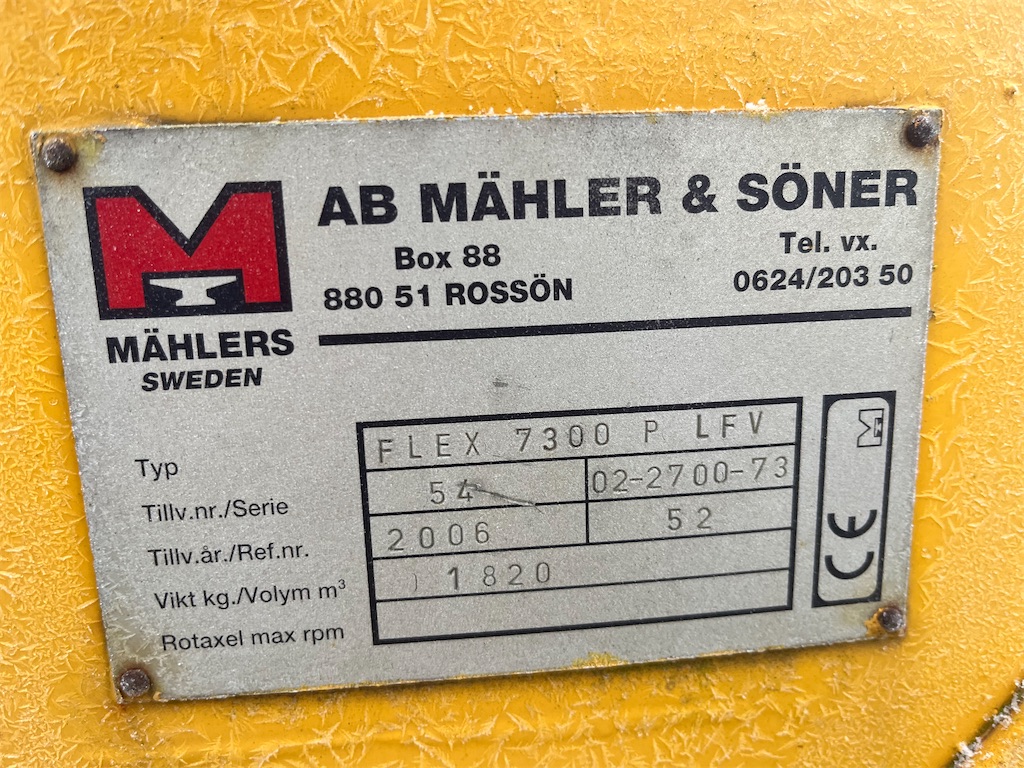 AB MÄHLER & SÖNER
Box 88 Tel. vx.
880 51 ROSSÖN 0624/203 50
MÄHLERS
SWEDEN
Typ FLEX 7300 P LFV
Tillv.nr./Serie 54 02-2700-73
Tillv.år./Ref.nr. 2006 52
Vikt kg./Volym m³ 1820
Rotaxel max rpm
CE